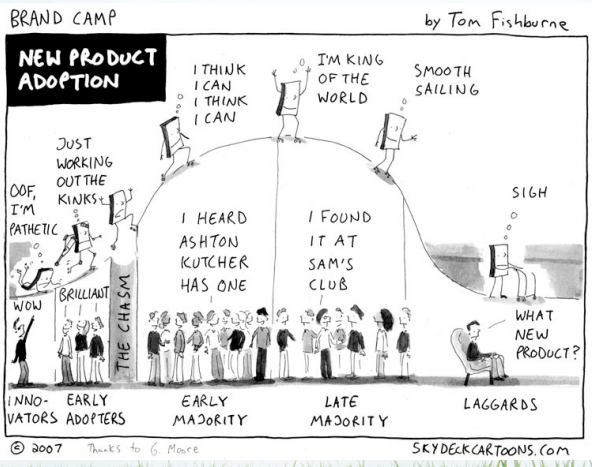 BRAND CAMP
by Tom Fishburne
NEW PRODUCT
ADOPTION
OOF,
I'M
PATHETIC
JUST
WORKING
OUT THE
KINKS
I THINK
I CAN
I THINK
I CAN
I'M KING
OF THE
WORLD
SMOOTH
SAILING
SIGH
WOW
BRILLIANT
THE CHASM
I HEARD
ASHTON
KUTCHER
HAS ONE
I FOUND
IT AT
SAM'S
CLUB
WHAT
NEW
PRODUCT?
INNO-
VATORS
EARLY
ADOPTERS
EARLY
MAJORITY
LATE
MAJORITY
LAGGARDS
© 2007
Thanks to G. Moore
SKYDECKCARTOONS.COM